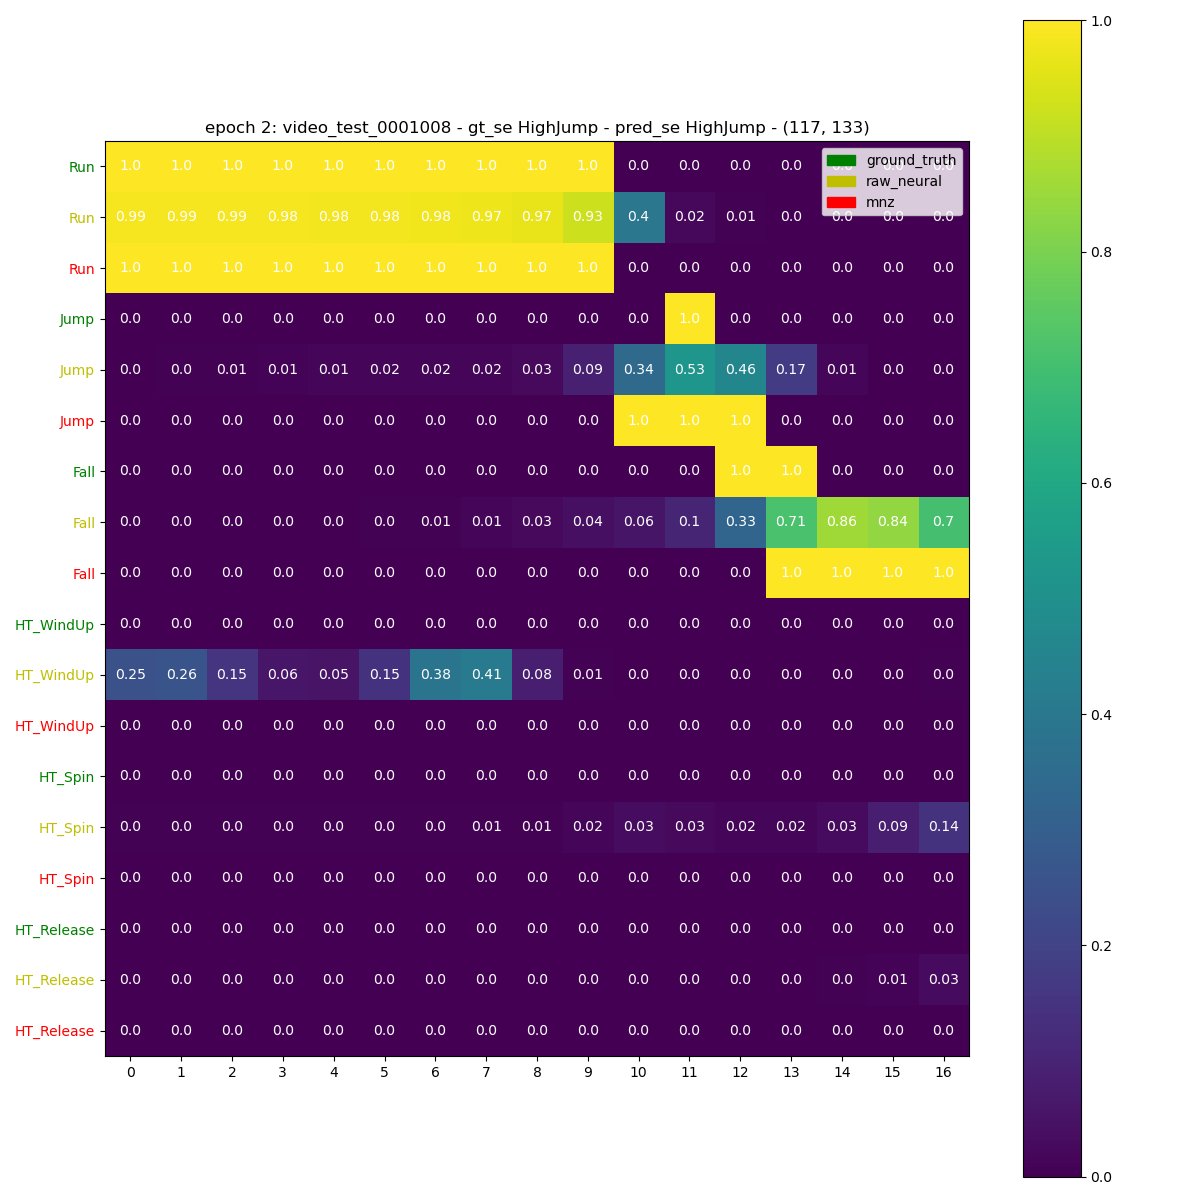 epoch 2: video_test_0001008 - gt_se HighJump - pred_se HighJump - (117, 133)
ground_truth
raw_neural
mnz
Run 1.0 1.0 1.0 1.0 1.0 1.0 1.0 1.0 1.0 1.0 0.0 0.0 0.0 0.0 0.0 0.0 0.0
Run 0.99 0.99 0.99 0.98 0.98 0.98 0.98 0.97 0.97 0.93 0.4 0.02 0.01 0.0 0.0 0.0 0.0
Run 1.0 1.0 1.0 1.0 1.0 1.0 1.0 1.0 1.0 1.0 0.0 0.0 0.0 0.0 0.0 0.0 0.0
Jump 0.0 0.0 0.0 0.0 0.0 0.0 0.0 0.0 0.0 0.0 0.0 1.0 0.0 0.0 0.0 0.0 0.0
Jump 0.0 0.0 0.01 0.01 0.01 0.02 0.02 0.02 0.03 0.09 0.34 0.53 0.46 0.17 0.01 0.0 0.0
Jump 0.0 0.0 0.0 0.0 0.0 0.0 0.0 0.0 0.0 0.0 1.0 1.0 1.0 0.0 0.0 0.0 0.0
Fall 0.0 0.0 0.0 0.0 0.0 0.0 0.0 0.0 0.0 0.0 0.0 0.0 1.0 1.0 0.0 0.0 0.0
Fall 0.0 0.0 0.0 0.0 0.0 0.0 0.01 0.01 0.03 0.04 0.06 0.1 0.33 0.71 0.86 0.84 0.7
Fall 0.0 0.0 0.0 0.0 0.0 0.0 0.0 0.0 0.0 0.0 0.0 0.0 0.0 1.0 1.0 1.0 1.0
HT_WindUp 0.0 0.0 0.0 0.0 0.0 0.0 0.0 0.0 0.0 0.0 0.0 0.0 0.0 0.0 0.0 0.0 0.0
HT_WindUp 0.25 0.26 0.15 0.06 0.05 0.15 0.38 0.41 0.08 0.01 0.0 0.0 0.0 0.0 0.0 0.0 0.0
HT_WindUp 0.0 0.0 0.0 0.0 0.0 0.0 0.0 0.0 0.0 0.0 0.0 0.0 0.0 0.0 0.0 0.0 0.0
HT_Spin 0.0 0.0 0.0 0.0 0.0 0.0 0.0 0.0 0.0 0.0 0.0 0.0 0.0 0.0 0.0 0.0 0.0
HT_Spin 0.0 0.0 0.0 0.0 0.0 0.0 0.0 0.01 0.01 0.02 0.03 0.03 0.02 0.02 0.03 0.09 0.14
HT_Spin 0.0 0.0 0.0 0.0 0.0 0.0 0.0 0.0 0.0 0.0 0.0 0.0 0.0 0.0 0.0 0.0 0.0
HT_Release 0.0 0.0 0.0 0.0 0.0 0.0 0.0 0.0 0.0 0.0 0.0 0.0 0.0 0.0 0.0 0.0 0.0
HT_Release 0.0 0.0 0.0 0.0 0.0 0.0 0.0 0.0 0.0 0.0 0.0 0.0 0.0 0.0 0.0 0.01 0.03
HT_Release 0.0 0.0 0.0 0.0 0.0 0.0 0.0 0.0 0.0 0.0 0.0 0.0 0.0 0.0 0.0 0.0 0.0
0 1 2 3 4 5 6 7 8 9 10 11 12 13 14 15 16
1.0
0.8
0.6
0.4
0.2
0.0